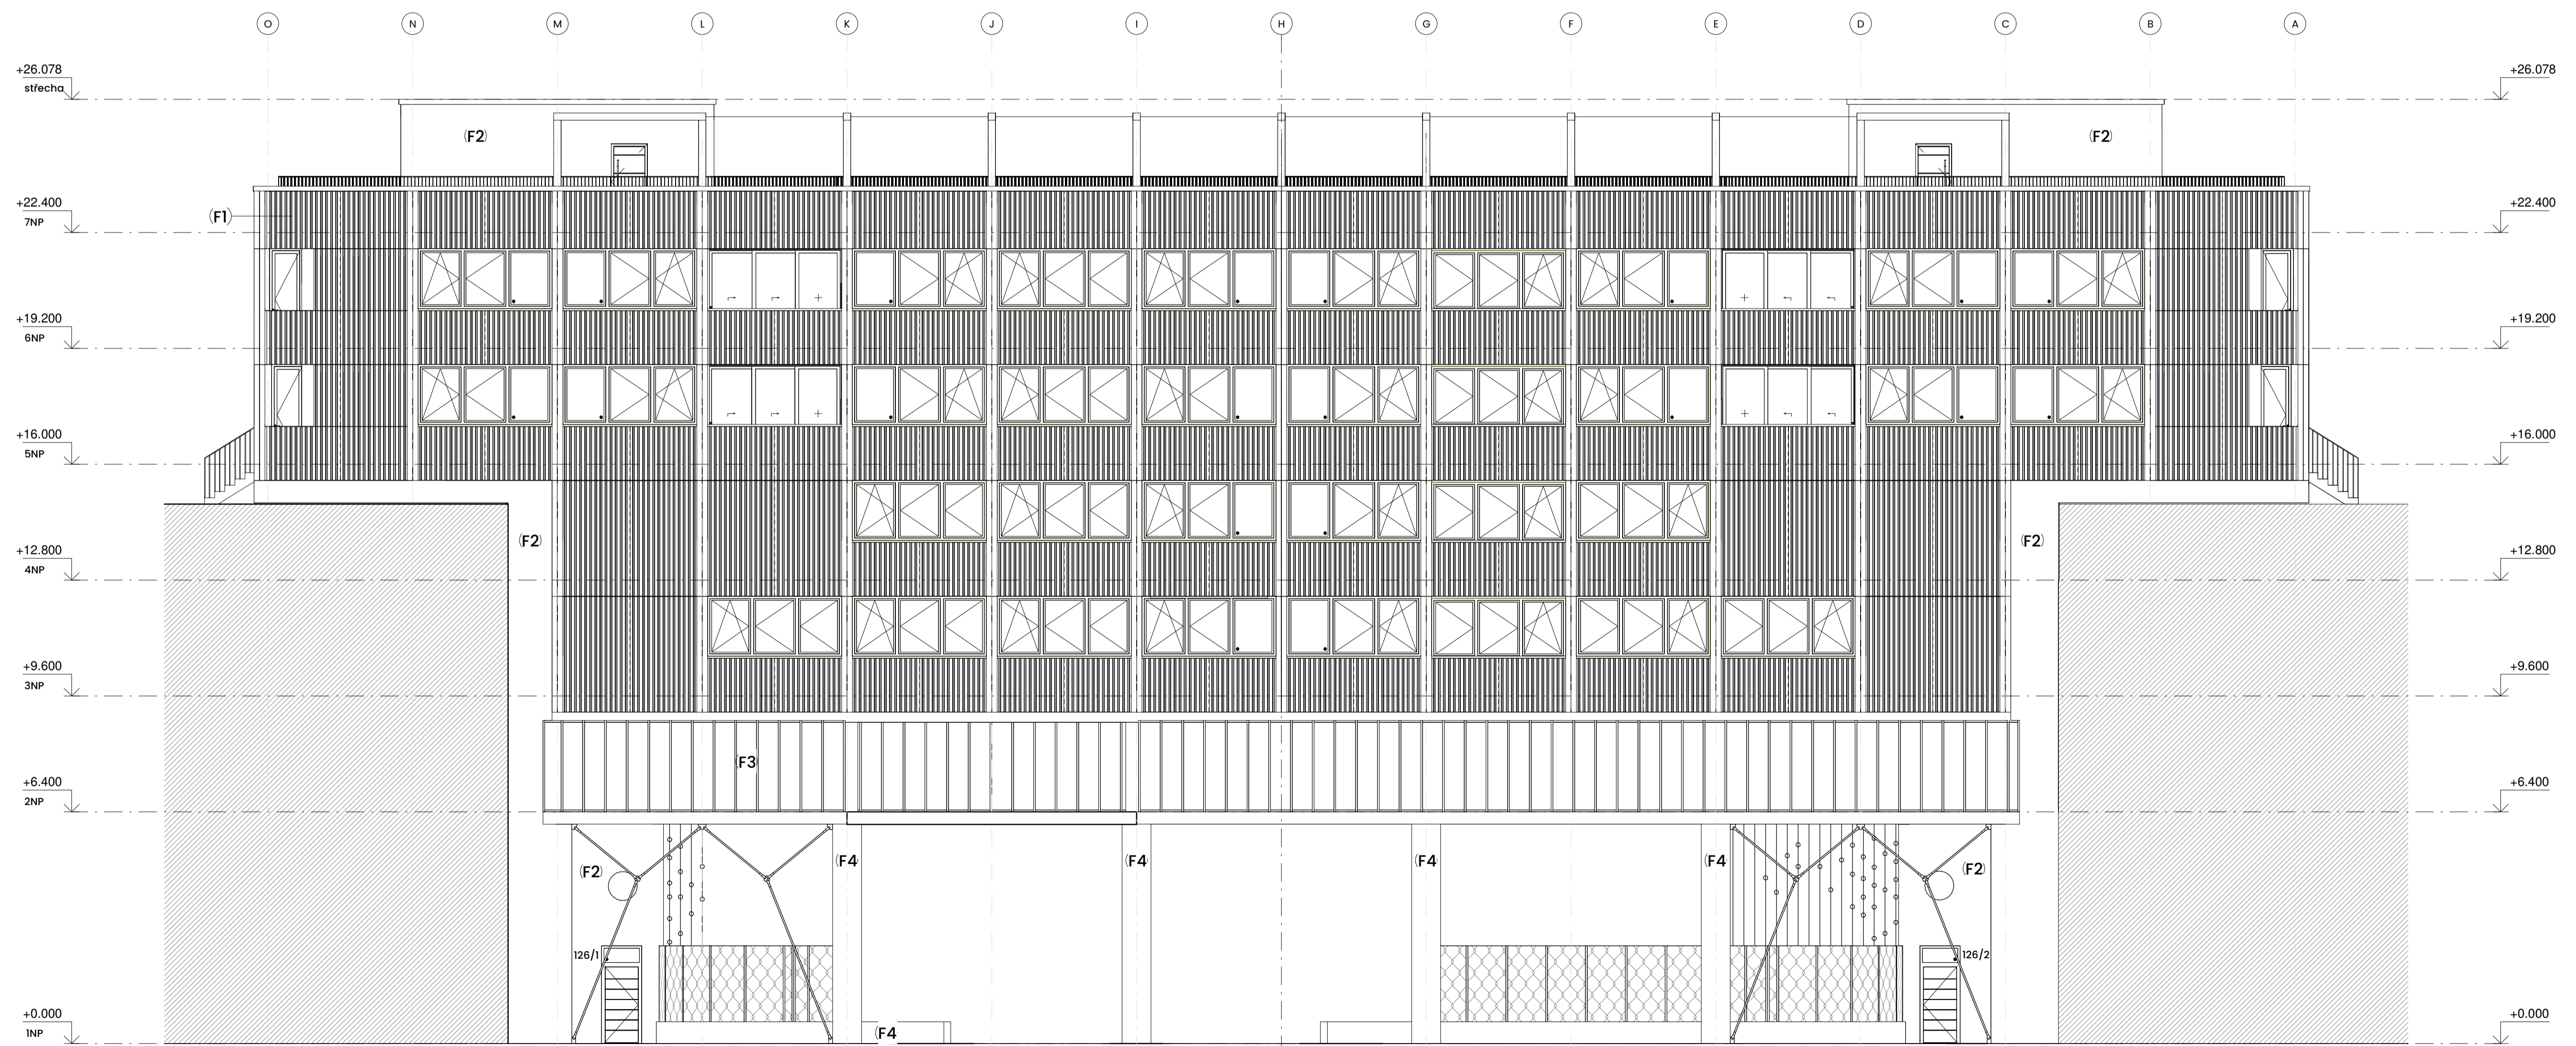 O N M L K J I H G F E D C B A
+26.078 +26.078
střecha
(F2) (F2)
+22.400 (F1) +22.400
7NP
+19.200 +19.200
6NP
+16.000 +16.000
5NP
(F2) (F2)
+12.800 +12.800
4NP
+9.600 +9.600
3NP
(F3)
+6.400 +6.400
2NP
(F4) (F4) (F4) (F4)
(F2) (F2)
126/1 126/2
+0.000 +0.000
1NP (F4)